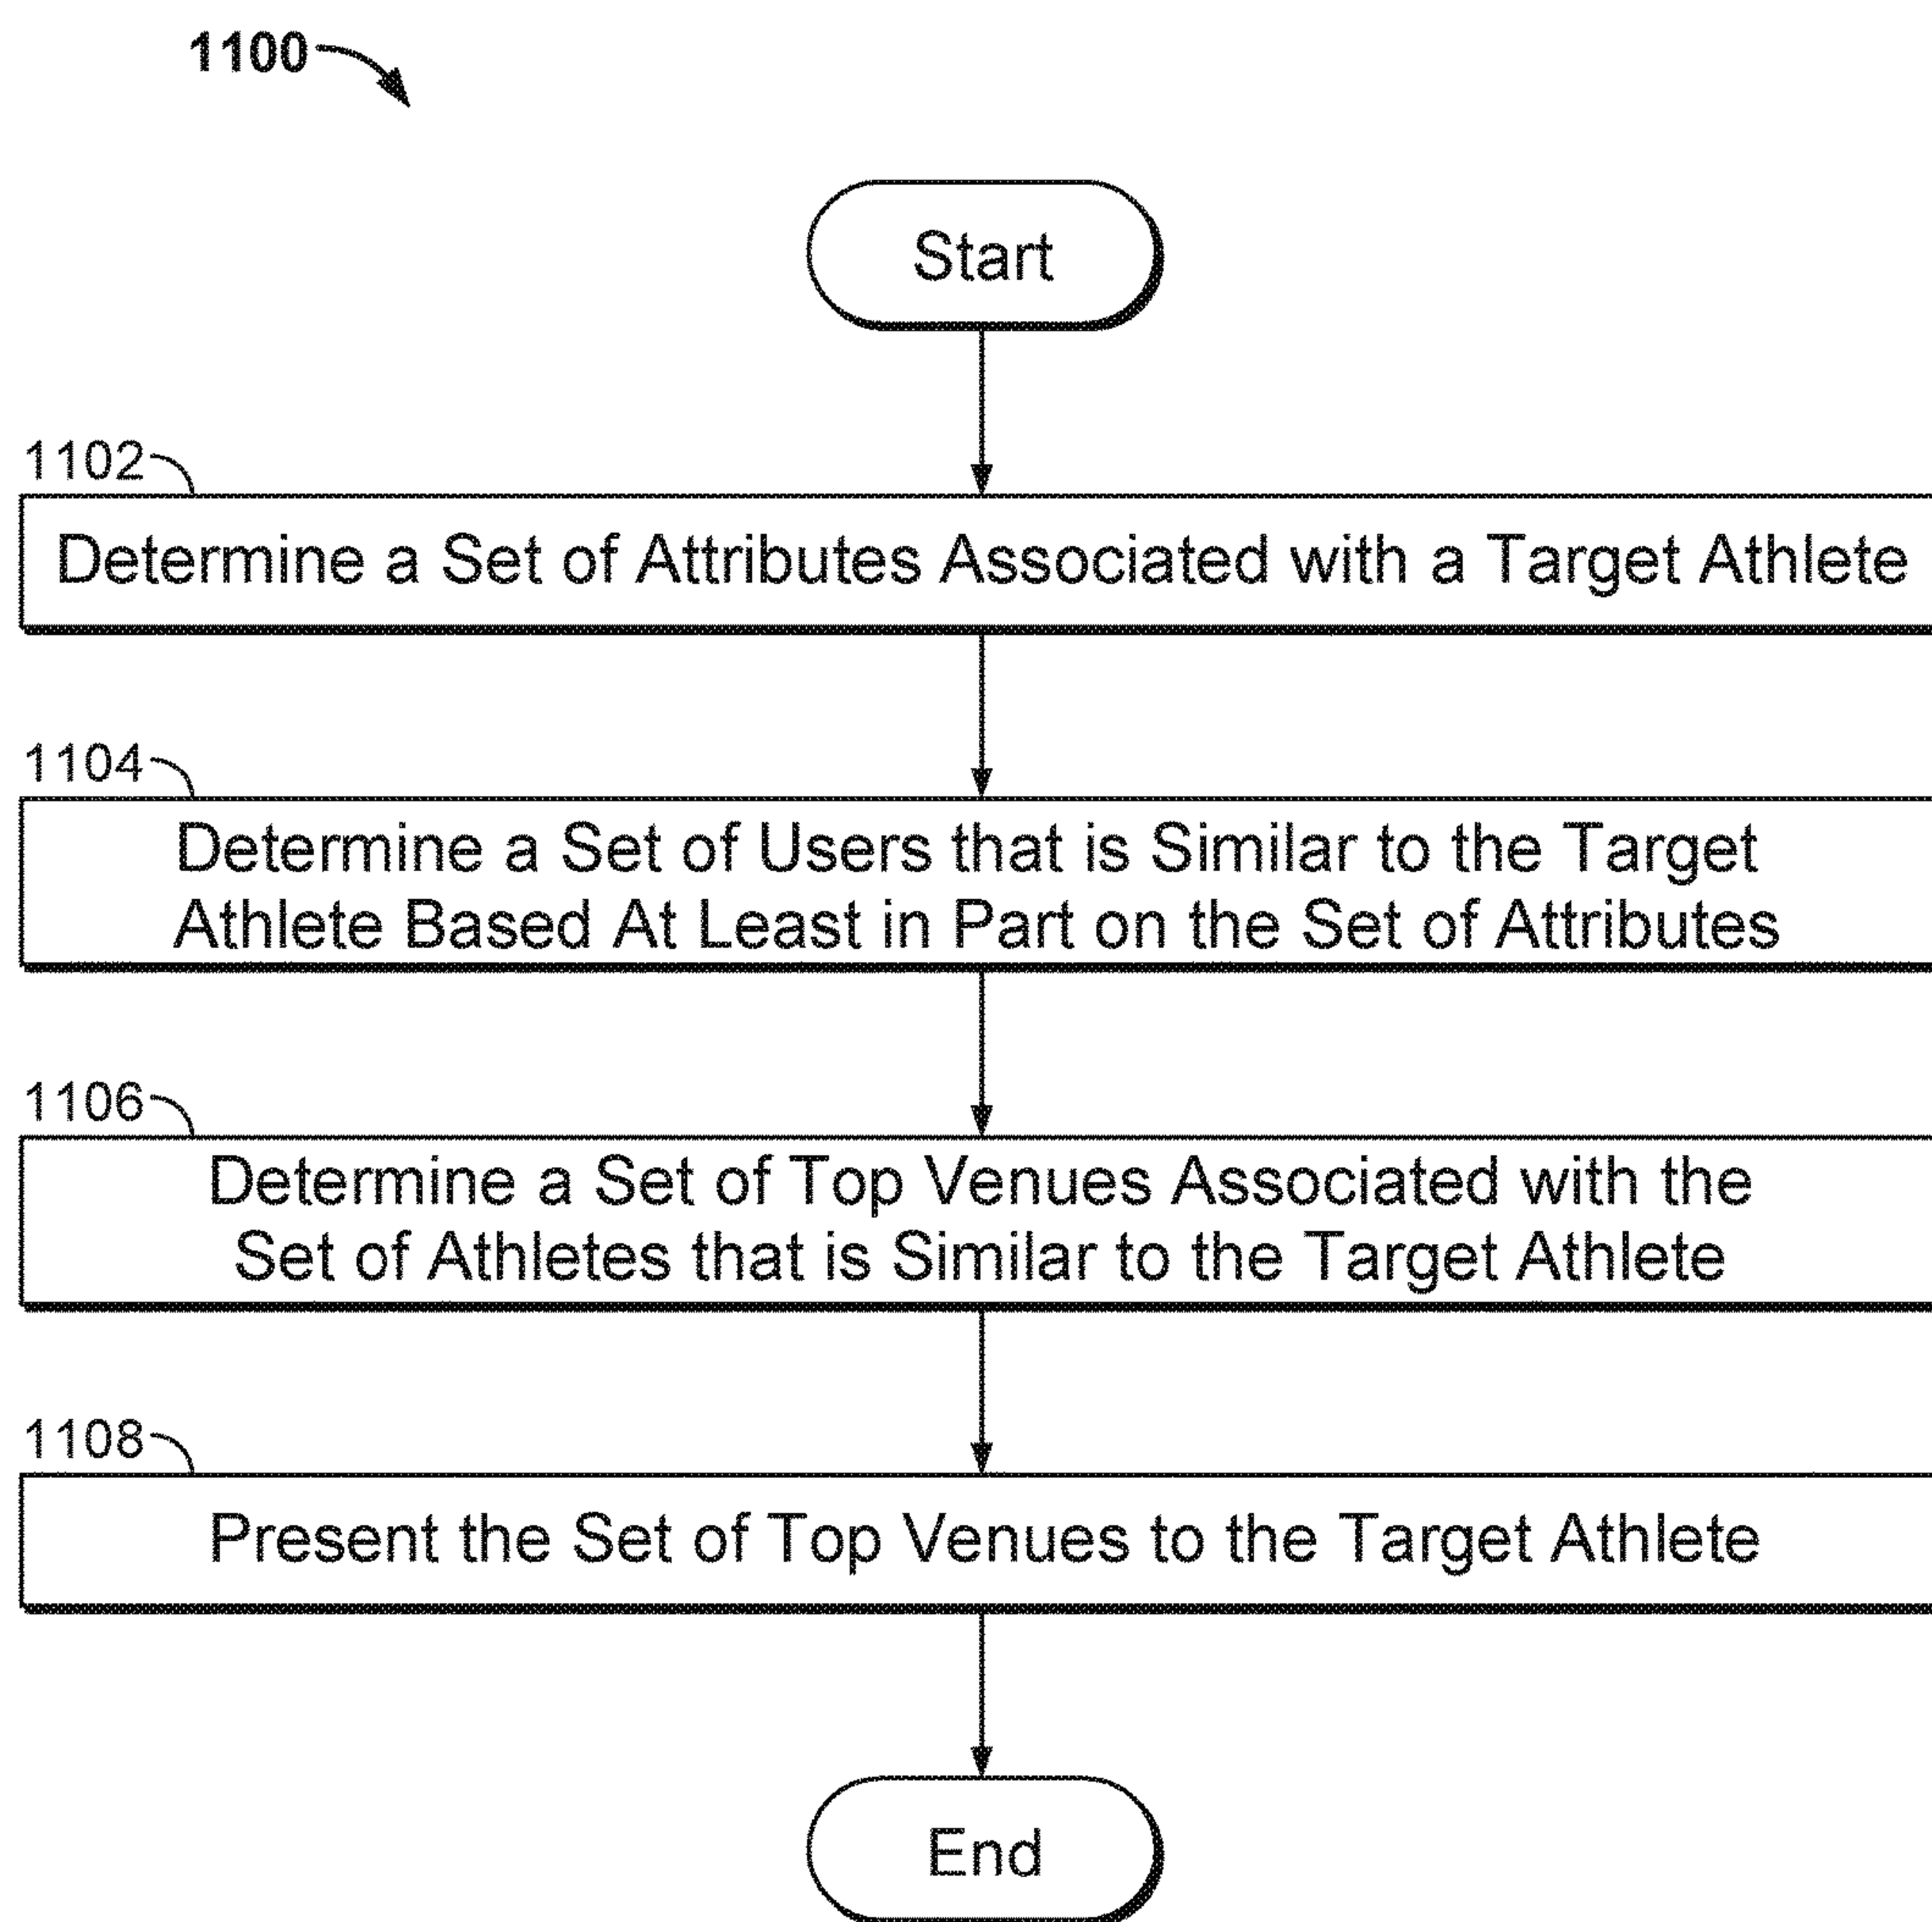 1100
Start
1102
Determine a Set of Attributes Associated with a Target Athlete
1104
Determine a Set of Users that is Similar to the Target
Athlete Based At Least in Part on the Set of Attributes
1106
Determine a Set of Top Venues Associated with the
Set of Athletes that is Similar to the Target Athlete
1108
Present the Set of Top Venues to the Target Athlete
End